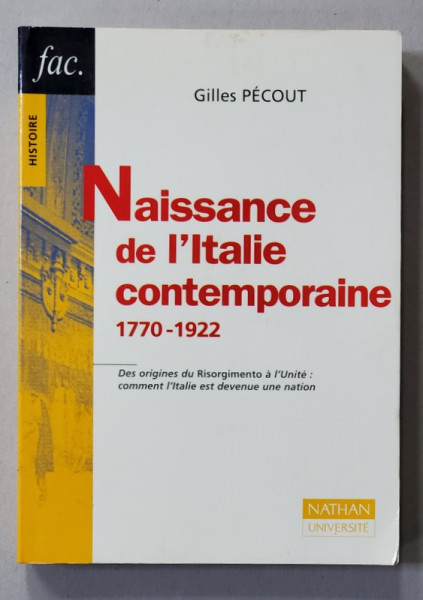 fac.
HISTOIRE
Gilles PÉCOUT
Naissance
de l'Italie
contemporaine
1770-1922
Des origines du Risorgimento à l'Unité :
comment l'Italie est devenue une nation
NATHAN
UNIVERSITÉ